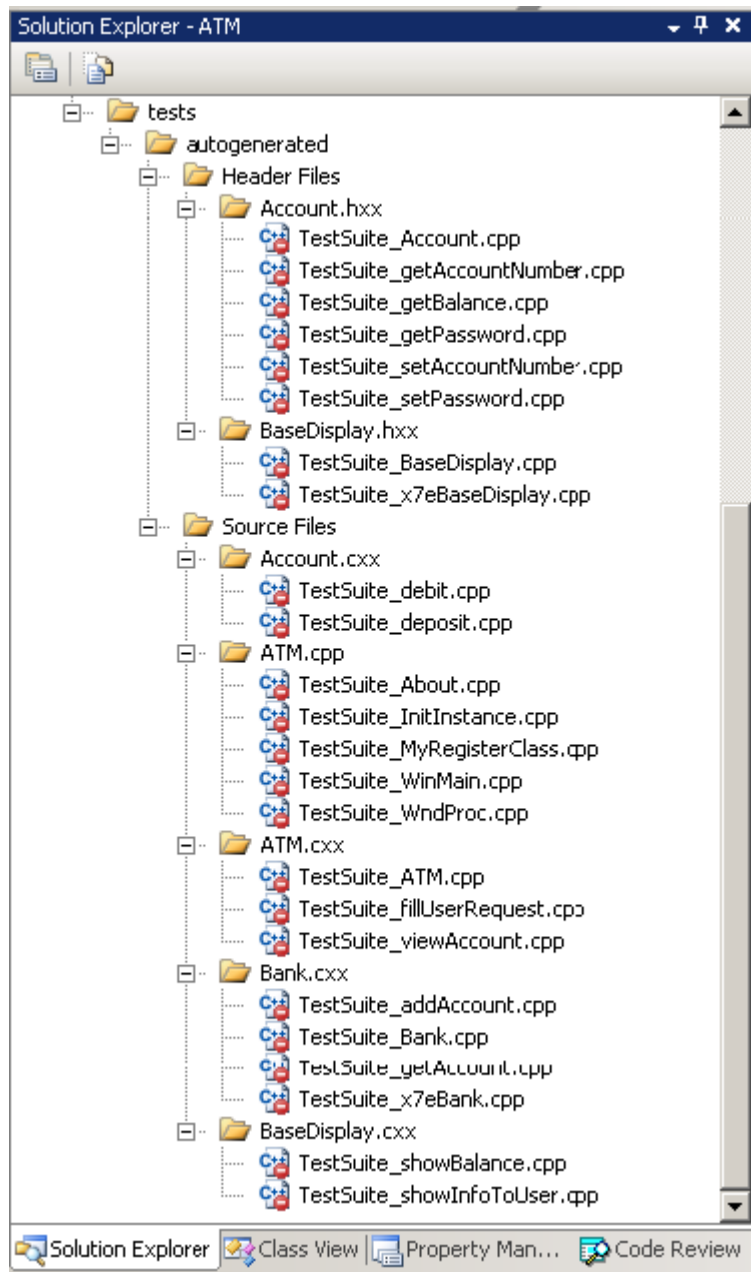 Solution Explorer - ATM
tests
autogenerated
Header Files
Account.hxx
TestSuite_Account.cpp
TestSuite_getAccountNumber.cpp
TestSuite_getBalance.cpp
TestSuite_getPassword.cpp
TestSuite_setAccountNumber.cpp
TestSuite_setPassword.cpp
BaseDisplay.hxx
TestSuite_BaseDisplay.cpp
TestSuite_x7eBaseDisplay.cpp
Source Files
Account.cxx
TestSuite_debit.cpp
TestSuite_deposit.cpp
ATM.cpp
TestSuite_About.cpp
TestSuite_InitInstance.cpp
TestSuite_MyRegisterClass.cpp
TestSuite_WinMain.cpp
TestSuite_WndProc.cpp
ATM.cxx
TestSuite_ATM.cpp
TestSuite_fillUserRequest.cpp
TestSuite_viewAccount.cpp
Bank.cxx
TestSuite_addAccount.cpp
TestSuite_Bank.cpp
TestSuite_getAccount.cpp
TestSuite_x7eBank.cpp
BaseDisplay.cxx
TestSuite_showBalance.cpp
TestSuite_showInfoToUser.cpp
Solution Explorer Class View Property Man... Code Review